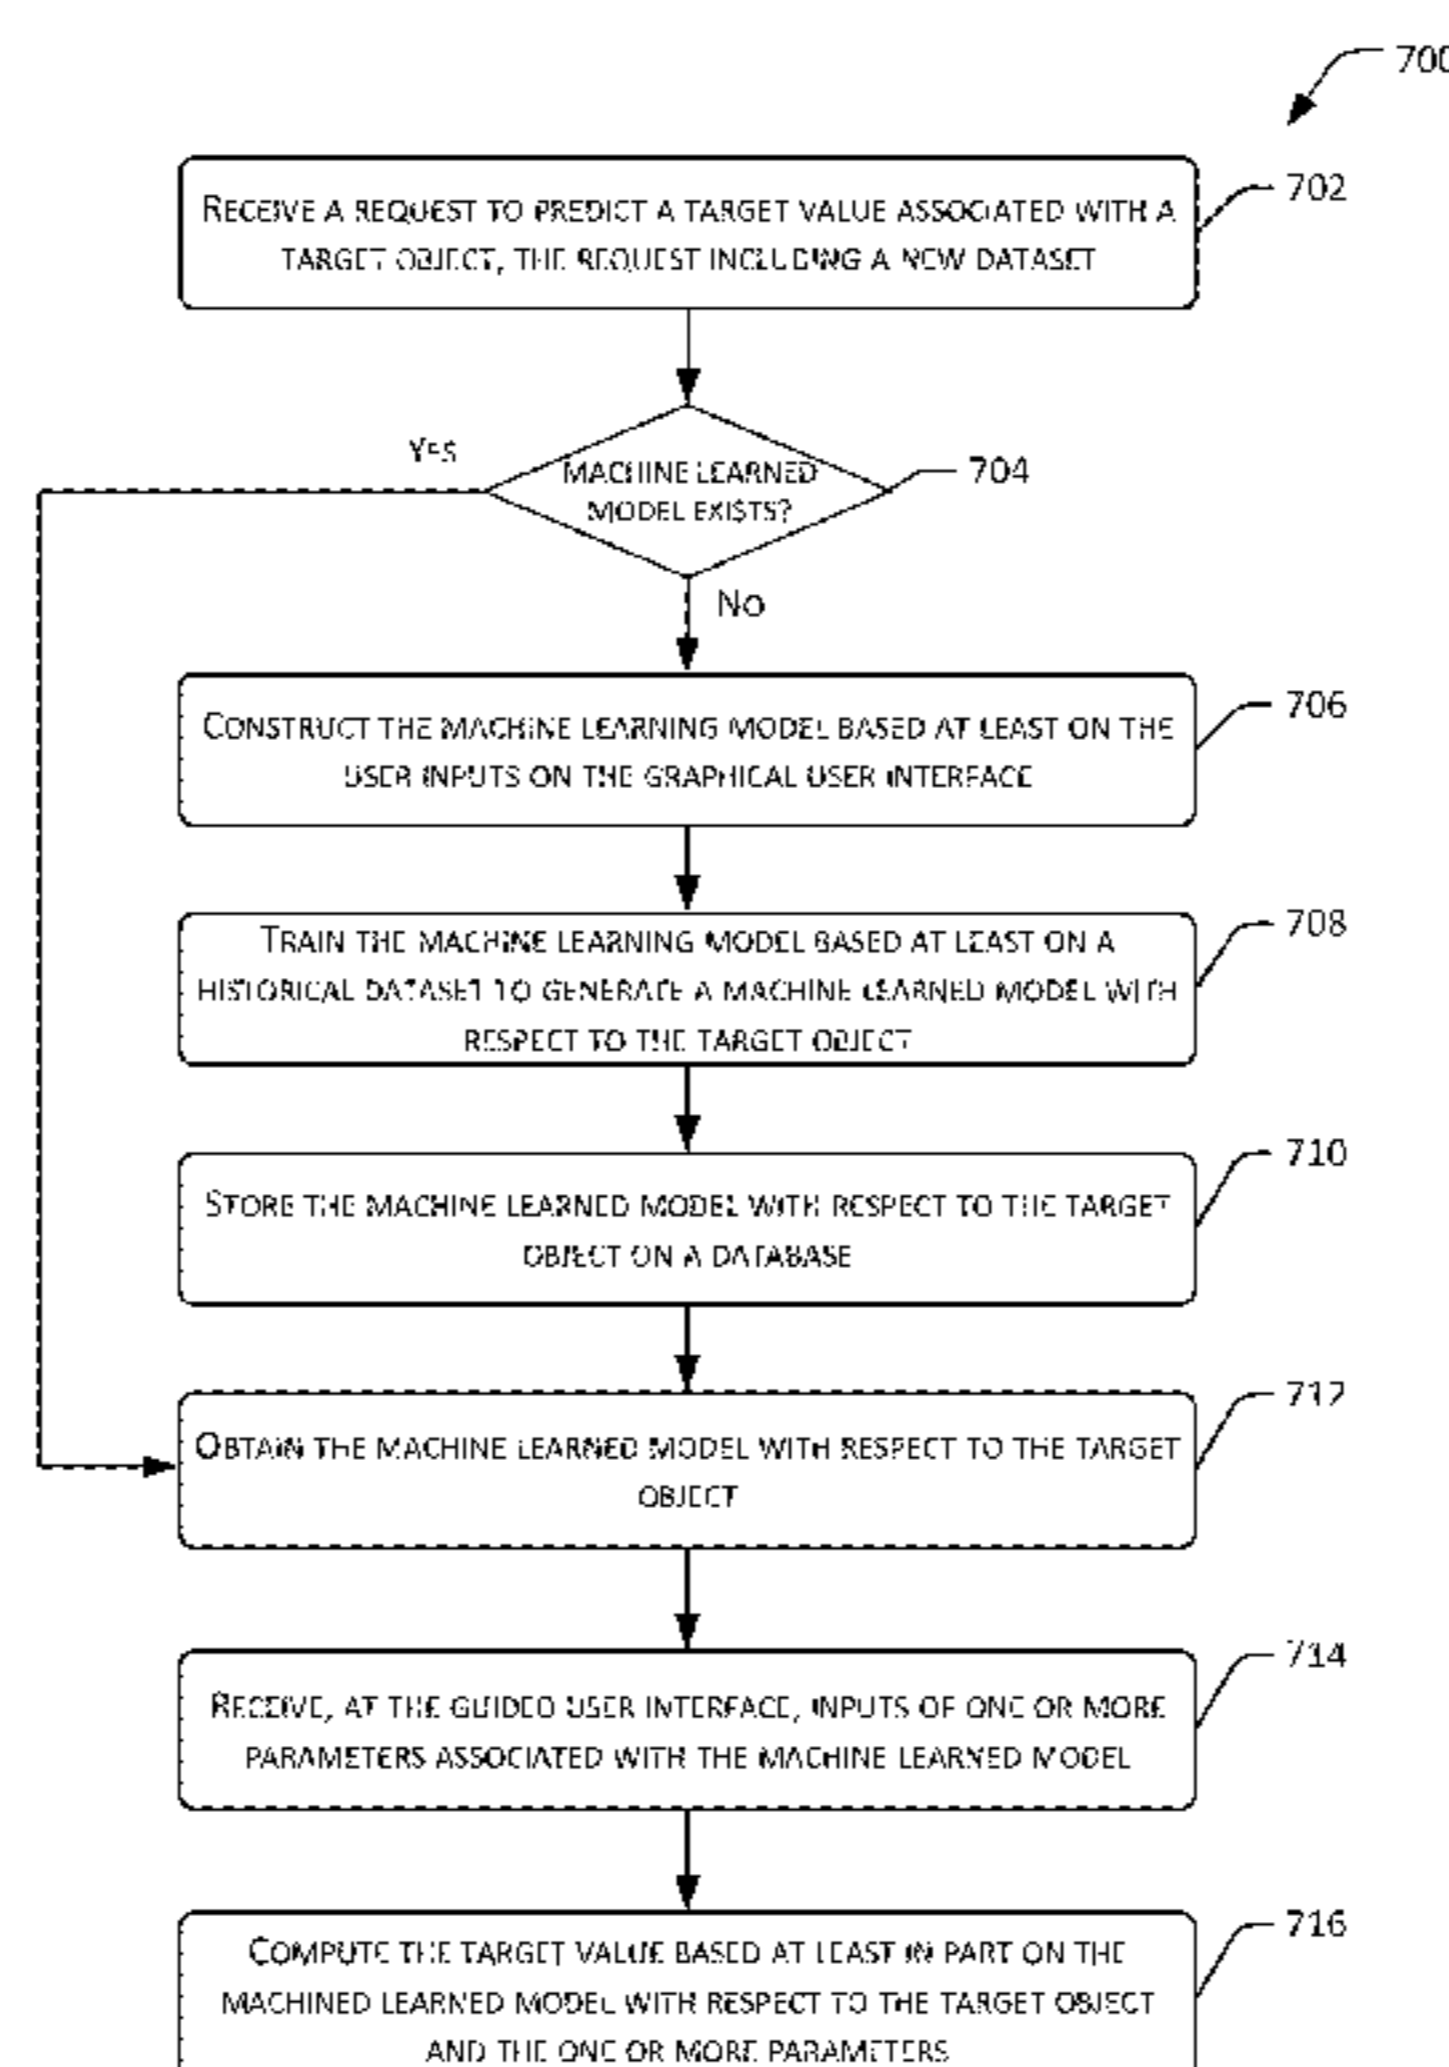 700
RECEIVE A REQUEST TO PREDICT A TARGET VALUE ASSOCIATED WITH A
TARGET OBJECT, THE REQUEST INCLUDING A NEW DATASET
702
YES
MACHINE LEARNED
MODEL EXISTS?
704
NO
CONSTRUCT THE MACHINE LEARNING MODEL BASED AT LEAST ON THE
USER INPUTS ON THE GRAPHICAL USER INTERFACE
706
TRAIN THE MACHINE LEARNING MODEL BASED AT LEAST ON A
HISTORICAL DATASET TO GENERATE A MACHINE LEARNED MODEL WITH
RESPECT TO THE TARGET OBJECT
708
STORE THE MACHINE LEARNED MODEL WITH RESPECT TO THE TARGET
OBJECT ON A DATABASE
710
OBTAIN THE MACHINE LEARNED MODEL WITH RESPECT TO THE TARGET
OBJECT
712
RECEIVE, AT THE GUIDED USER INTERFACE, INPUTS OF ONE OR MORE
PARAMETERS ASSOCIATED WITH THE MACHINE LEARNED MODEL
714
COMPUTE THE TARGET VALUE BASED AT LEAST IN PART ON THE
MACHINED LEARNED MODEL WITH RESPECT TO THE TARGET OBJECT
AND THE ONE OR MORE PARAMETERS
716